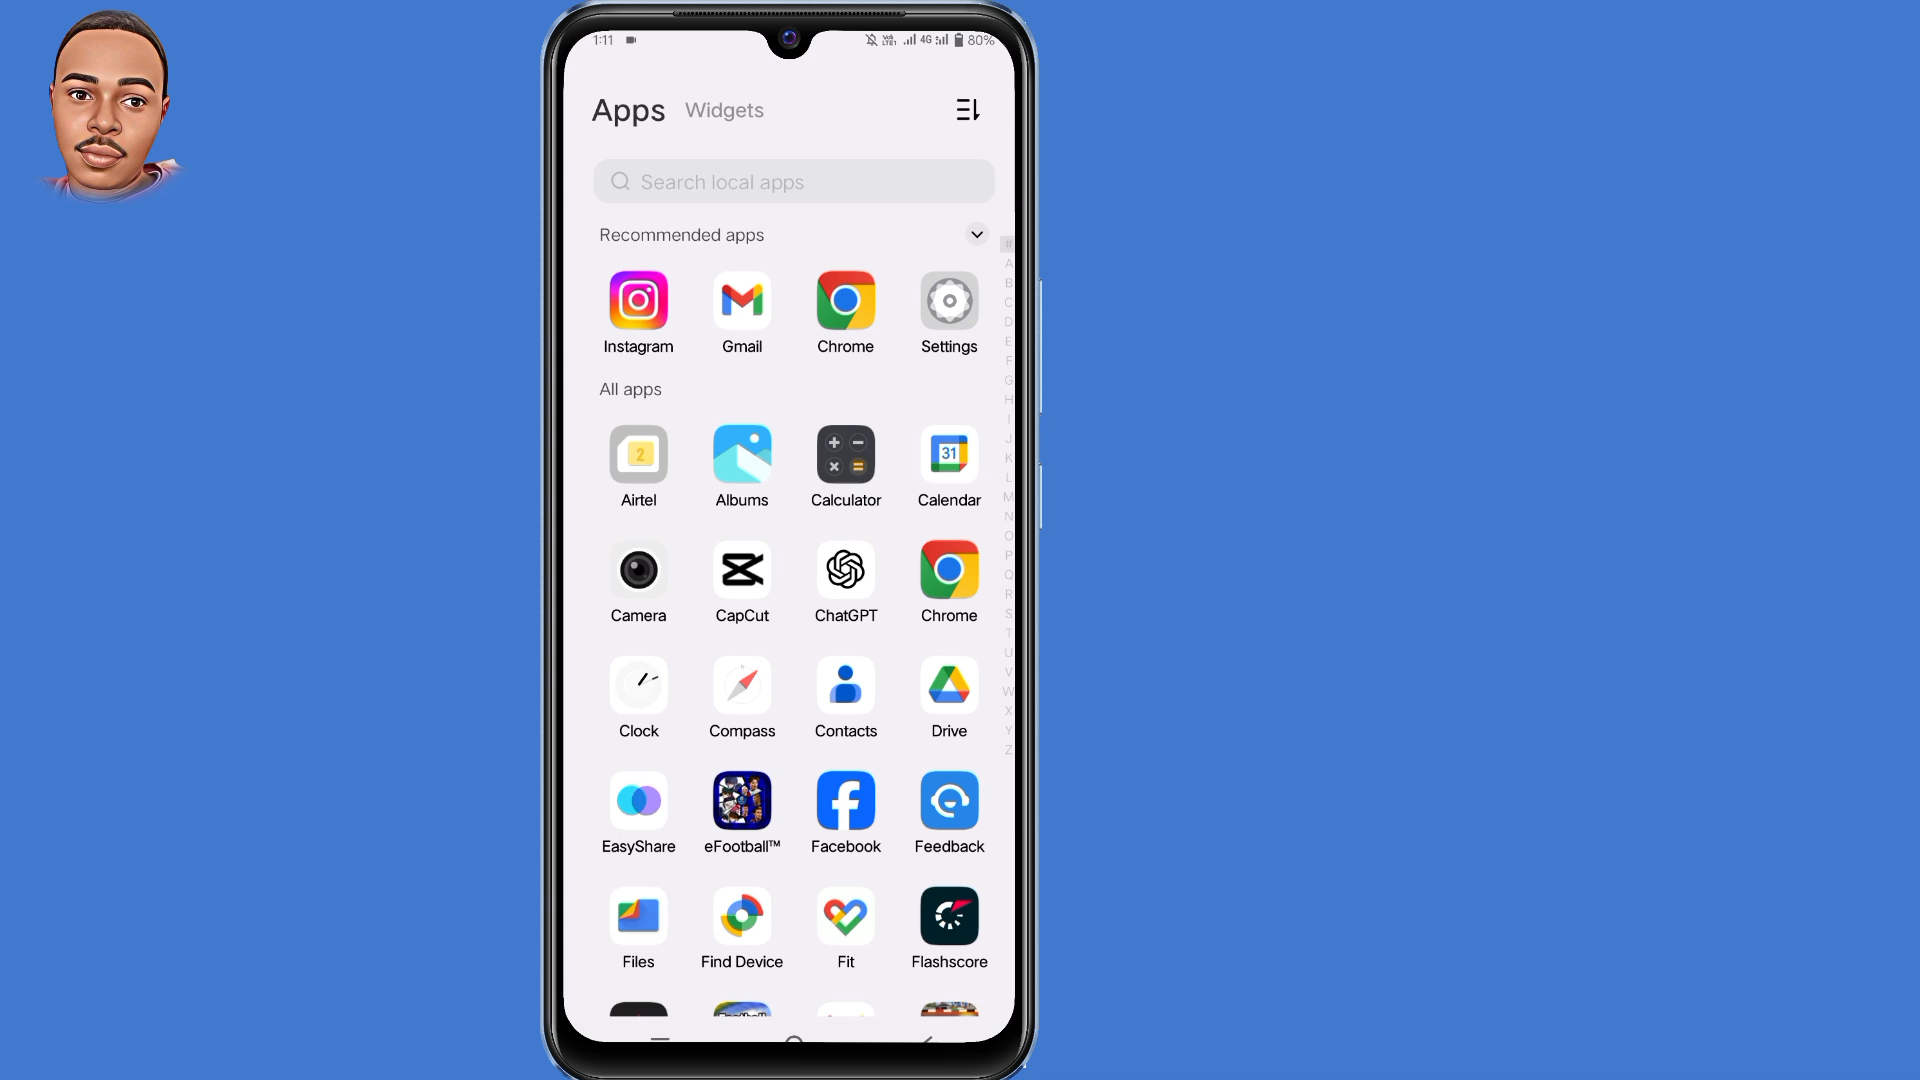 1:11 4G 80%
Apps Widgets
Search local apps
Recommended apps
Instagram Gmail Chrome Settings
All apps
2 31
Airtel Albums Calculator Calendar
Camera CapCut ChatGPT Chrome
Clock Compass Contacts Drive
EasyShare eFootball™ Facebook Feedback
Files Find Device Fit Flashscore
#
A
B
C
D
E
F
G
H
I
J
K
L
M
N
O
P
Q
R
S
T
U
V
W
X
Y
Z